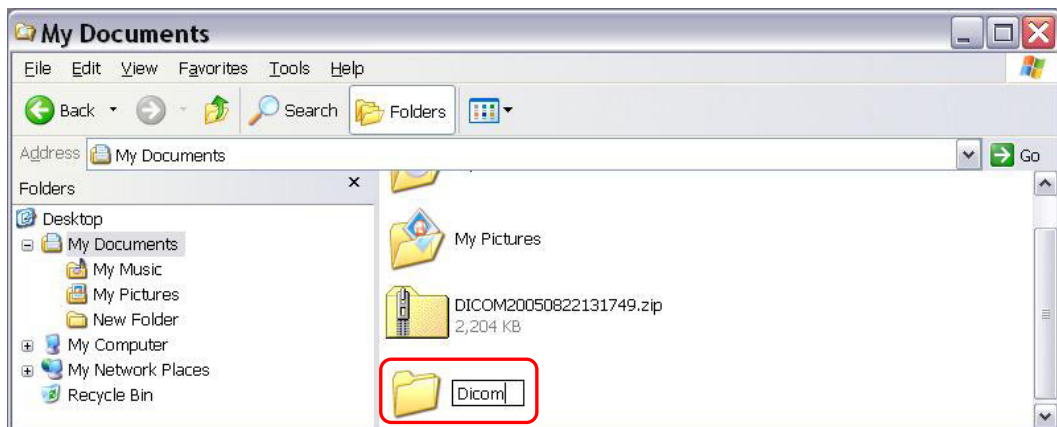 My Documents
File Edit View Favorites Tools Help
Back Search Folders
Address My Documents Go
Folders x
Desktop
My Documents
My Music
My Pictures
New Folder
My Computer
My Network Places
Recycle Bin
My Pictures
DICOM20050822131749.zip
2,204 KB
Dicom